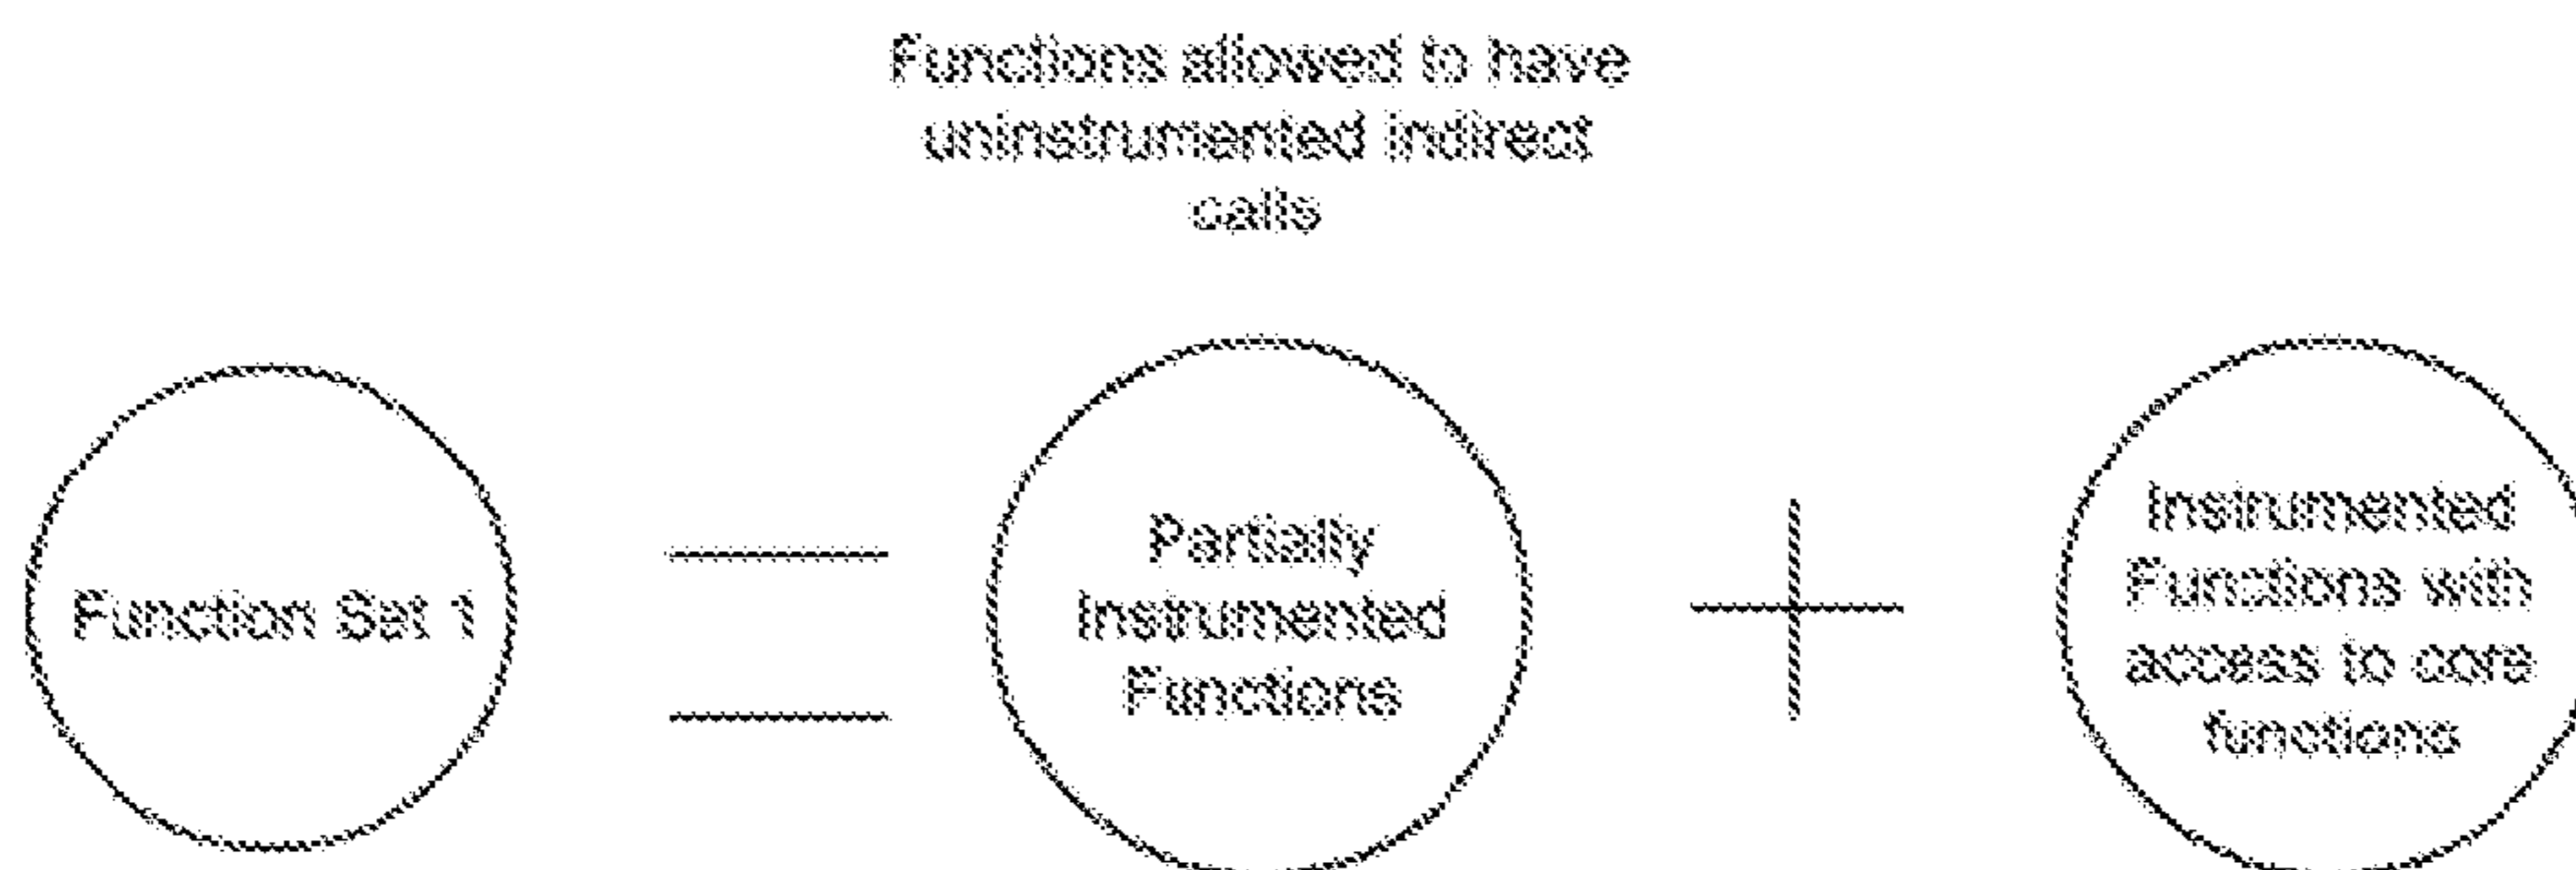 Functions allowed to have
uninstrumented indirect
calls
Function Set 1
Partially
Instrumented
Functions
Instrumented
Functions with
access to core
functions